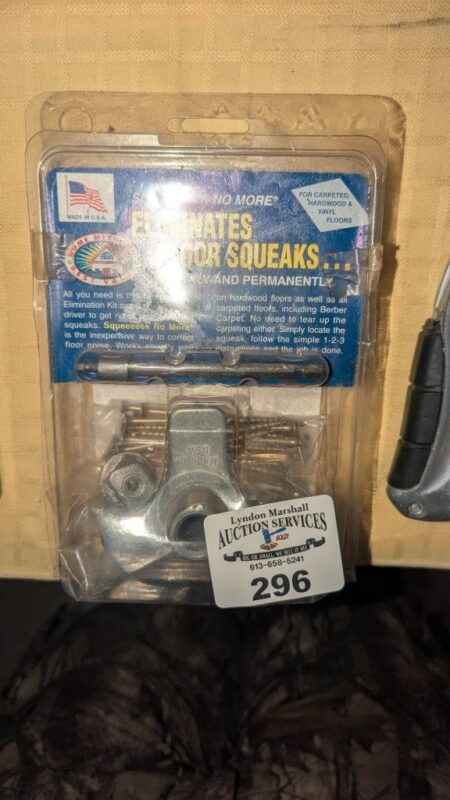 MADE IN U.S.A.
NO MORE®
FOR CARPETED,
HARDWOOD &
VINYL
FLOORS
ELIMINATES
FLOOR SQUEAKS...
AND PERMANENTLY
All you need is
Elimination Kit
driver to get
squeaks. Squeeeeek No More
is the inexpensive way to correct
floor noise. Works
on hardwood floors as well as all
carpeted floors, including Berber
Carpet. No need to tear up the
carpeting either. Simply locate the
squeak, follow the simple 1-2-3
and the job is done.
Lyndon Marshall
AUCTION SERVICES
613-658-5241
296